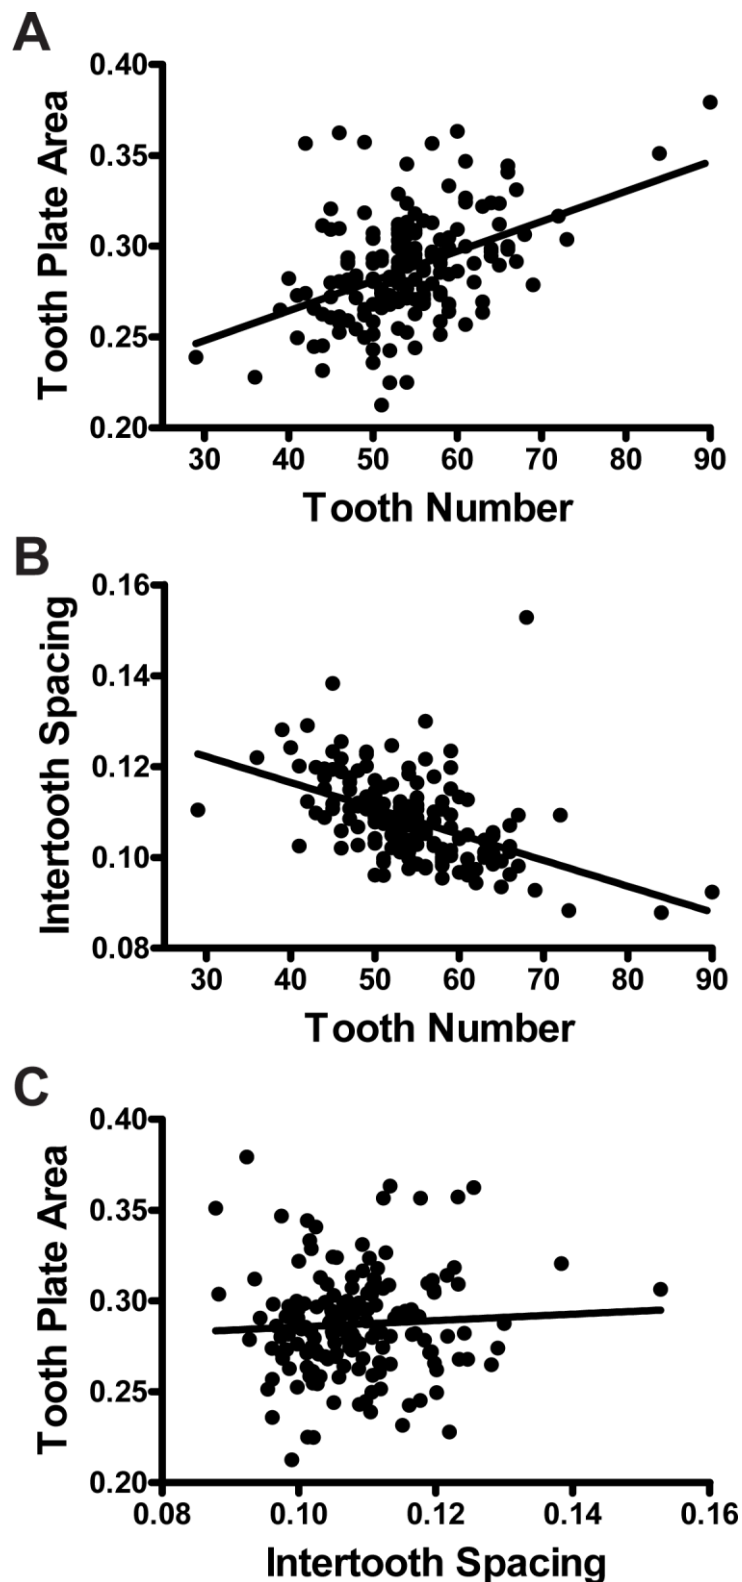 A
Tooth Plate Area
0.40
0.35
0.30
0.25
0.20
30 40 50 60 70 80 90
Tooth Number
B
Intertooth Spacing
0.16
0.14
0.12
0.10
0.08
30 40 50 60 70 80 90
Tooth Number
C
Tooth Plate Area
0.40
0.35
0.30
0.25
0.20
0.08 0.10 0.12 0.14 0.16
Intertooth Spacing